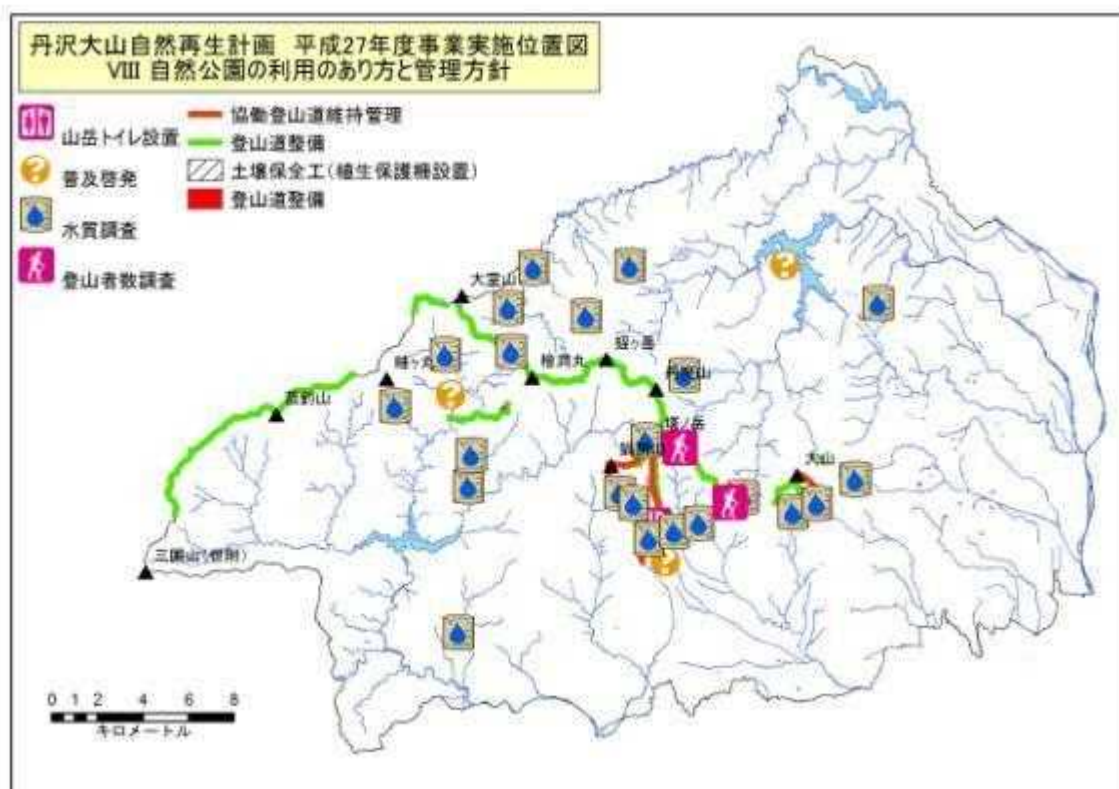 丹沢大山自然再生計画 平成27年度事業実施位置図
VIII 自然公園の利用のあり方と管理方針
山岳トイレ設置
普及啓発
水質調査
登山者数調査
協働登山道維持管理
登山道整備
土壌保全工(植生保護柵設置)
登山道整備
大室山
檜洞丸
蛭ヶ岳
丹沢山
畦ヶ丸
菰釣山
塔ノ岳
大山
三国山
0 1 2 4 6 8
キロメートル